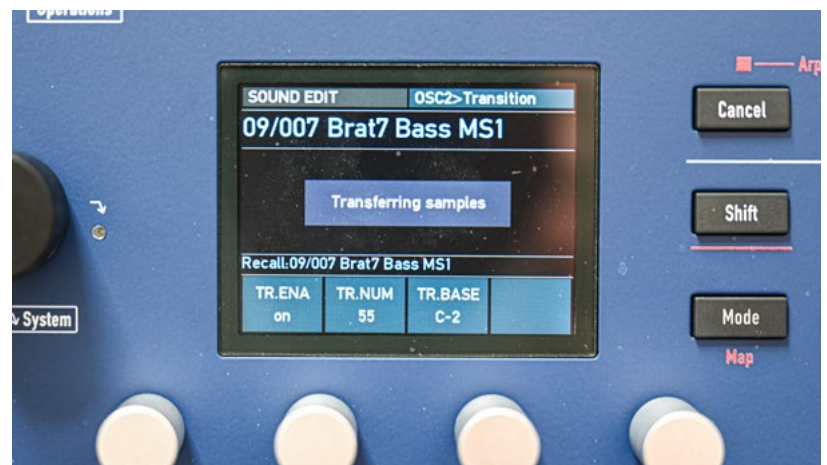 Operations
Arp
SOUND EDIT OSC2>Transition
Cancel
09/007 Brat7 Bass MS1
Transferring samples
Shift
Recall:09/007 Brat7 Bass MS1
TR.ENA TR.NUM TR.BASE
on 55 C-2
System
Mode
Map